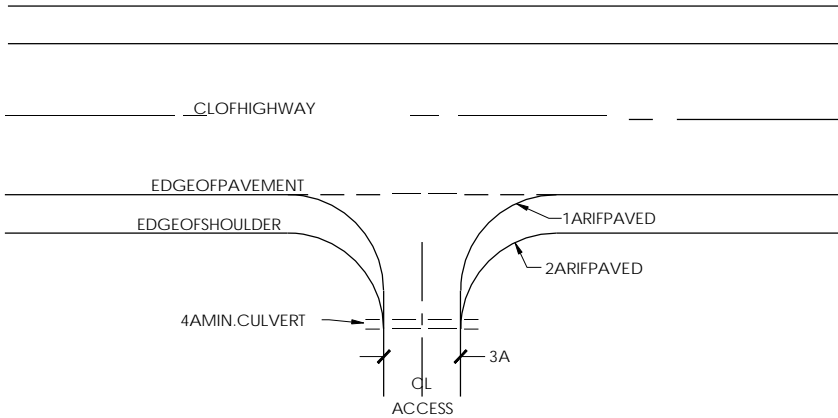 CLOFHIGHWAY
EDGEOFPAVEMENT
1ARIFPAVED
EDGEOFSHOULDER
2ARIFPAVED
4AMIN.CULVERT
3A
CL
ACCESS